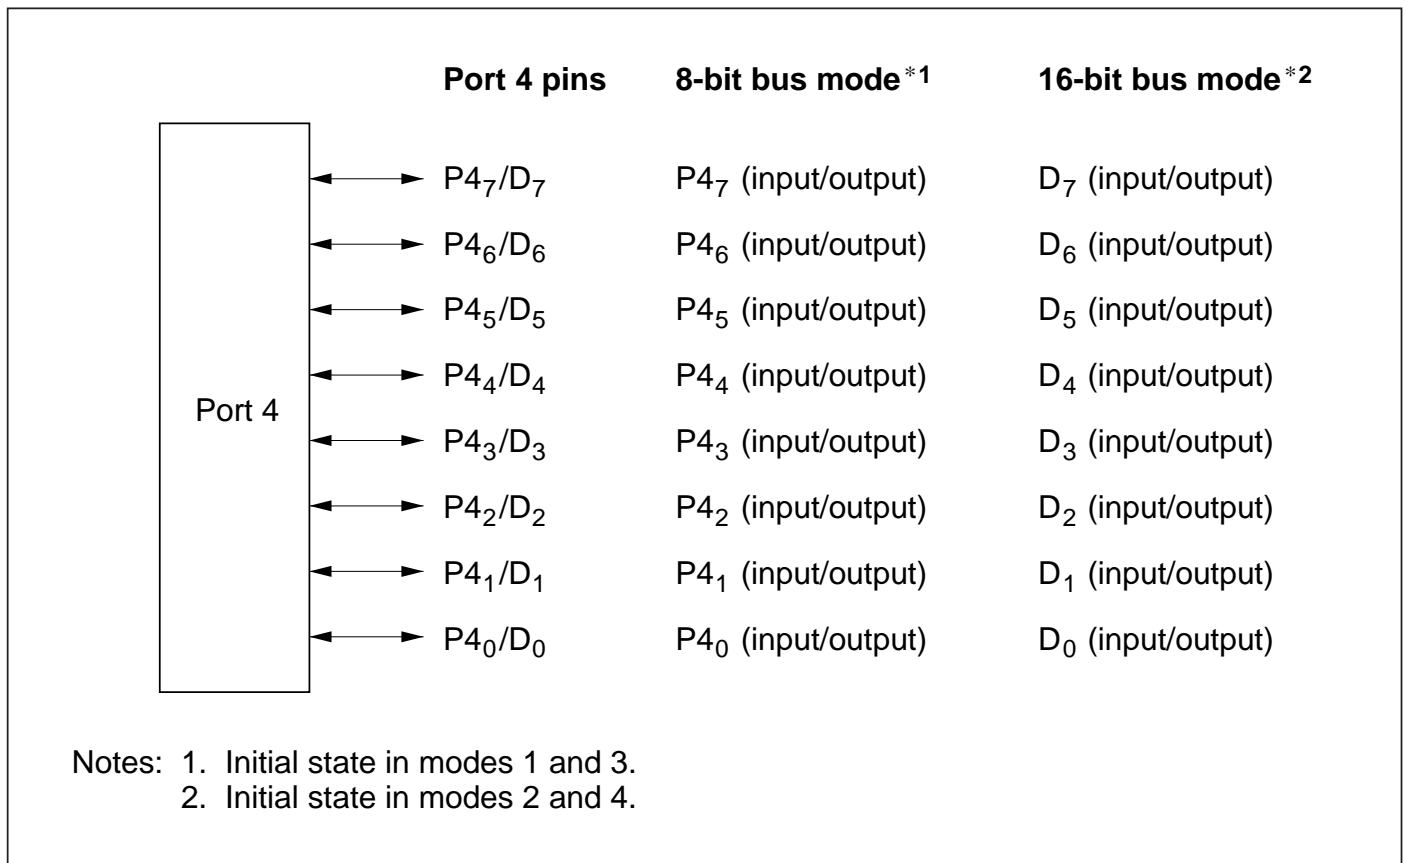 Port 4 pins 8-bit bus mode*1 16-bit bus mode*2
P4₇/D₇ P4₇ (input/output) D₇ (input/output)
P4₆/D₆ P4₆ (input/output) D₆ (input/output)
P4₅/D₅ P4₅ (input/output) D₅ (input/output)
P4₄/D₄ P4₄ (input/output) D₄ (input/output)
Port 4
P4₃/D₃ P4₃ (input/output) D₃ (input/output)
P4₂/D₂ P4₂ (input/output) D₂ (input/output)
P4₁/D₁ P4₁ (input/output) D₁ (input/output)
P4₀/D₀ P4₀ (input/output) D₀ (input/output)
Notes: 1. Initial state in modes 1 and 3.
2. Initial state in modes 2 and 4.